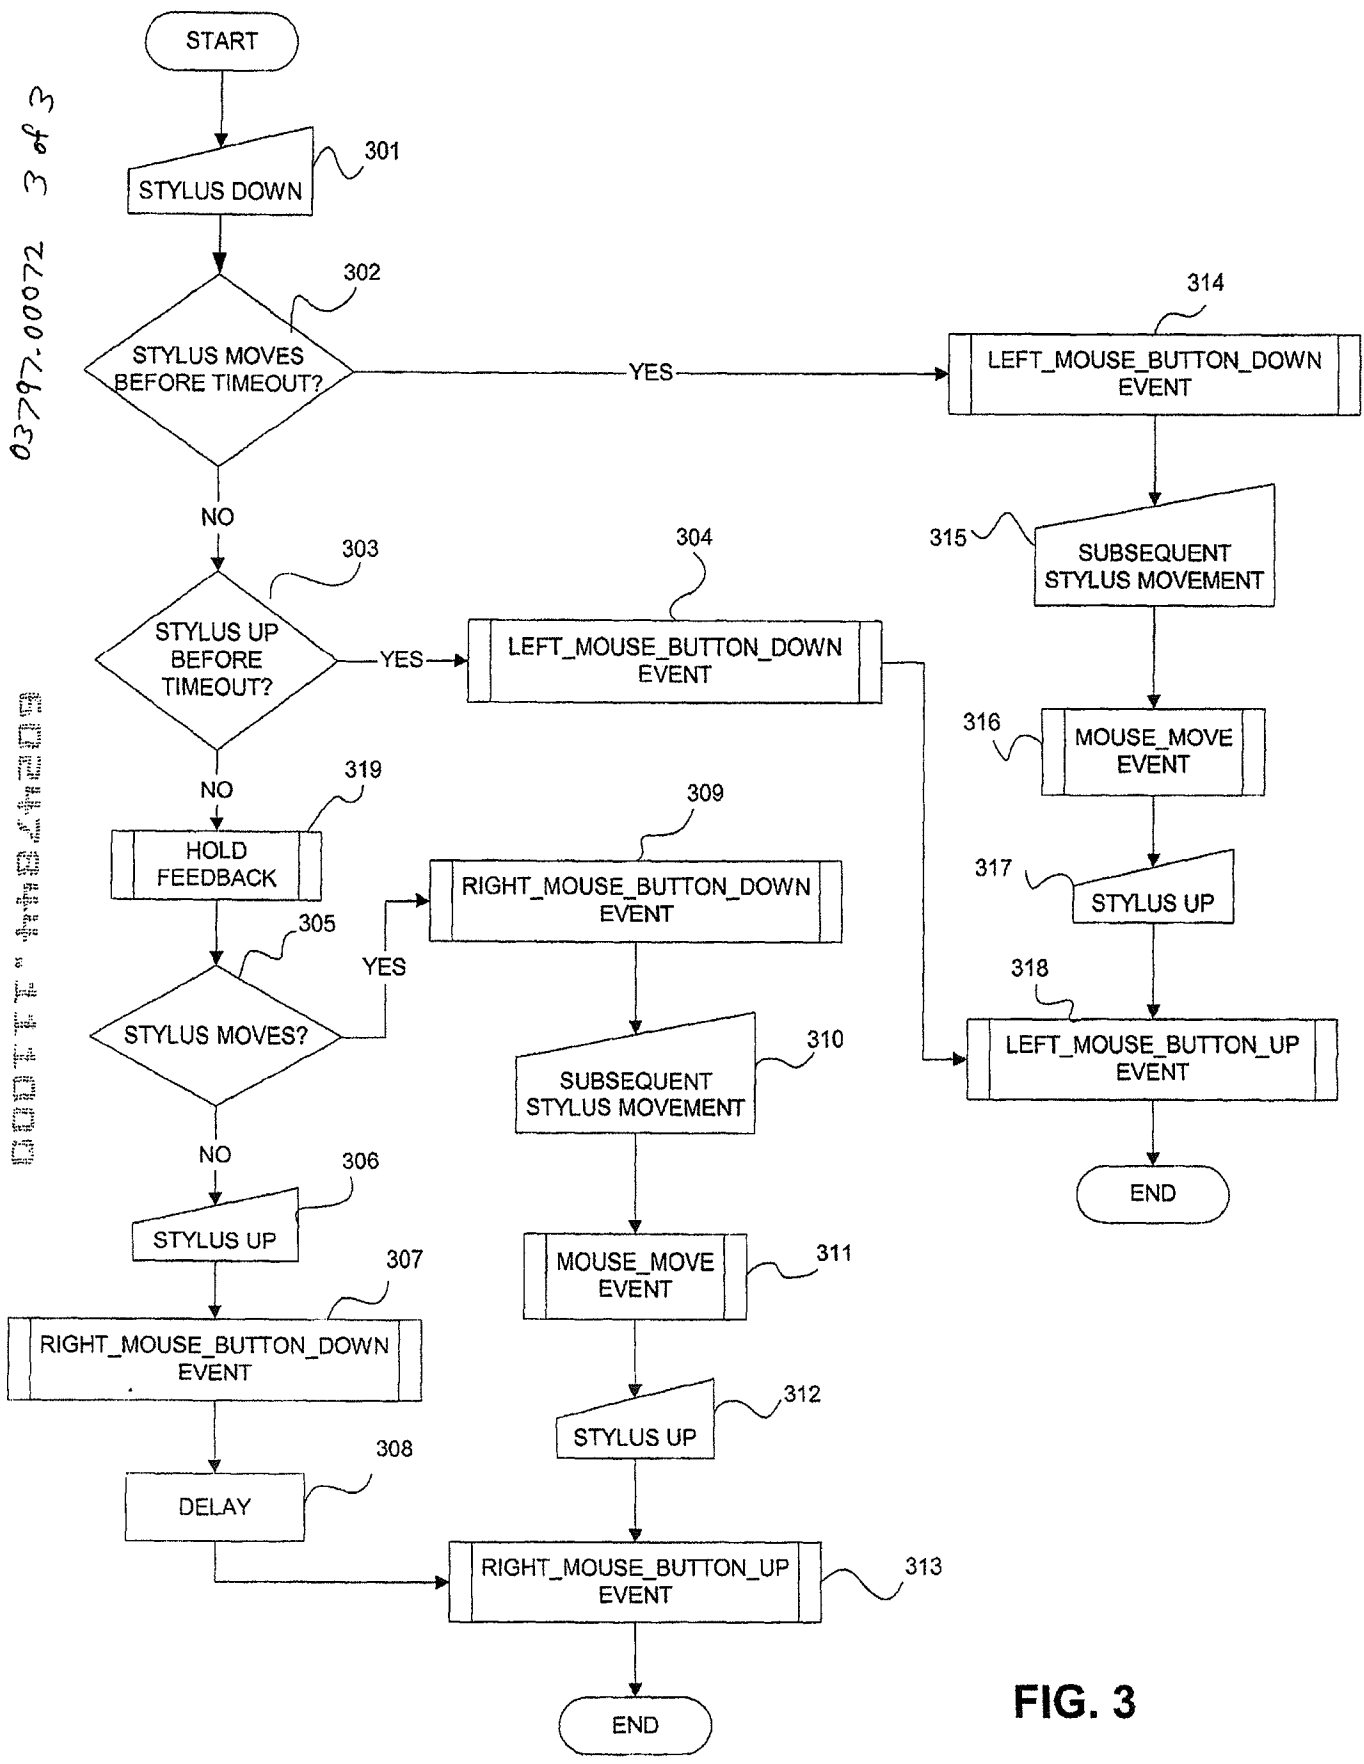 START
301
STYLUS DOWN
302
STYLUS MOVES
BEFORE TIMEOUT?
YES
314
LEFT_MOUSE_BUTTON_DOWN
EVENT
NO
303
STYLUS UP
BEFORE
TIMEOUT?
YES
304
LEFT_MOUSE_BUTTON_DOWN
EVENT
315
SUBSEQUENT
STYLUS MOVEMENT
316
MOUSE_MOVE
EVENT
317
STYLUS UP
318
LEFT_MOUSE_BUTTON_UP
EVENT
END
NO
319
HOLD
FEEDBACK
305
STYLUS MOVES?
YES
309
RIGHT_MOUSE_BUTTON_DOWN
EVENT
310
SUBSEQUENT
STYLUS MOVEMENT
311
MOUSE_MOVE
EVENT
312
STYLUS UP
NO
306
STYLUS UP
307
RIGHT_MOUSE_BUTTON_DOWN
EVENT
308
DELAY
RIGHT_MOUSE_BUTTON_UP
EVENT
313
END
FIG. 3
03797.00072 3 of 3